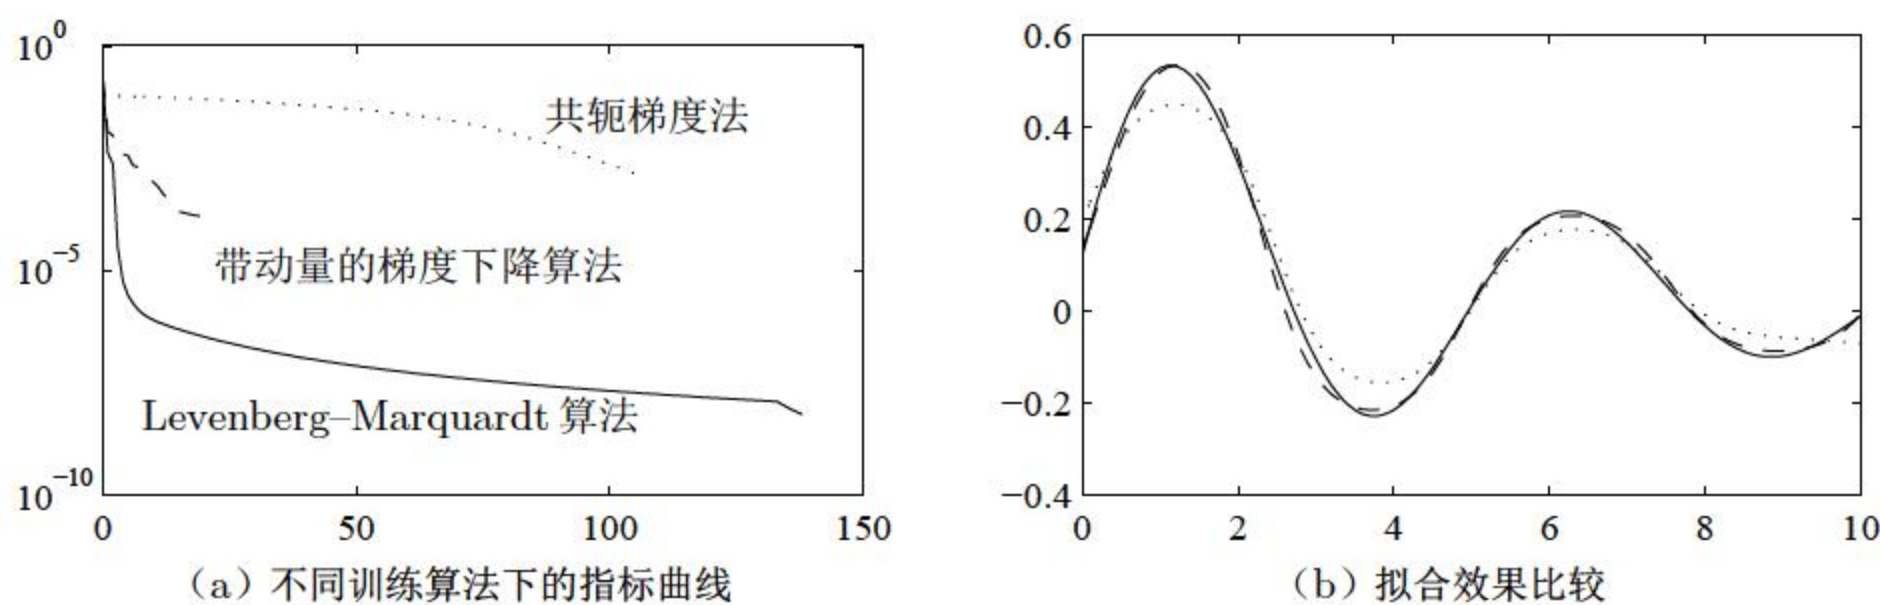 10^0
共轭梯度法
带动量的梯度下降算法
10^−5
Levenberg–Marquardt 算法
10^−10
0 50 100 150
(a) 不同训练算法下的指标曲线
0.6
0.4
0.2
0
−0.2
−0.4
0 2 4 6 8 10
(b) 拟合效果比较